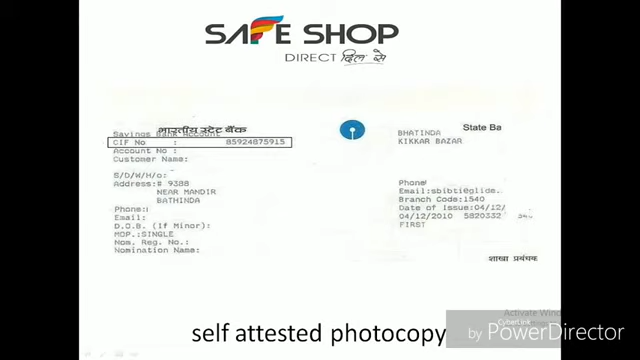 SAFE SHOP
DIRECT दिल से
भारतीय स्टेट बैंक
Savings Bank Account
CIF No : 85924875915
Account No :
Customer Name:
S/D/W/H/o:
Address:# 9388
NEAR MANDIR
BATHINDA
Phone:
Email:
D.O.B. (If Minor):
MOP.:SINGLE
Nom. Reg. No.:
Nomination Name:
State Ba
BHATINDA
KIKKAR BAZAR
Phone
Email:sbibti@glide.
Branch Code:1540
Date of Issue:04/12/
04/12/2010 5820332
FIRST
शाखा प्रबंधक
self attested photocopy
Activate Win
CyberLink
by PowerDirector